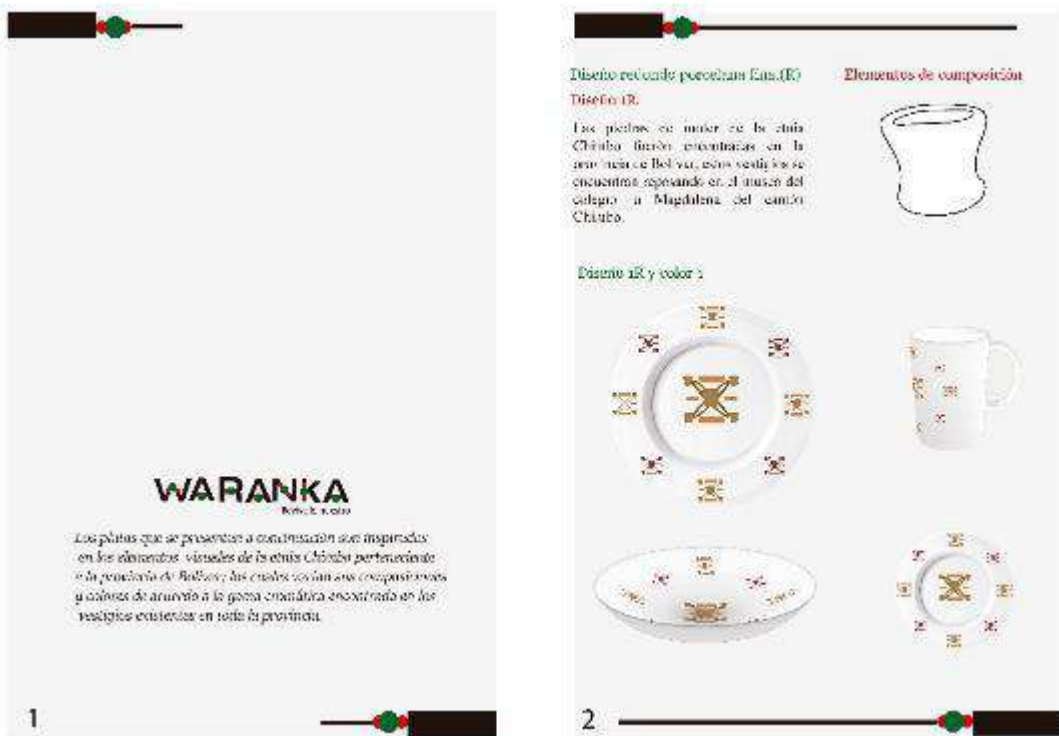 WARANKA
Los platos que se presentan a continuación son inspirados
en los elementos visuales de la etnia Chimbo perteneciente
a la provincia de Bolívar; los cuales varían sus composiciones
y colores de acuerdo a la gama cromática encontrada en los
vestigios existentes en toda la provincia.
1
Diseño redondo porcelana fina.(R)
Diseño 1R
Las piedras de moler de la etnia
Chimbo fueron encontradas en la
provincia de Bolívar, estos vestigios se
encuentran reposando en el museo del
colegio la Magdalena del cantón
Chimbo.
Elementos de composición
Diseño 1R y color 1
2